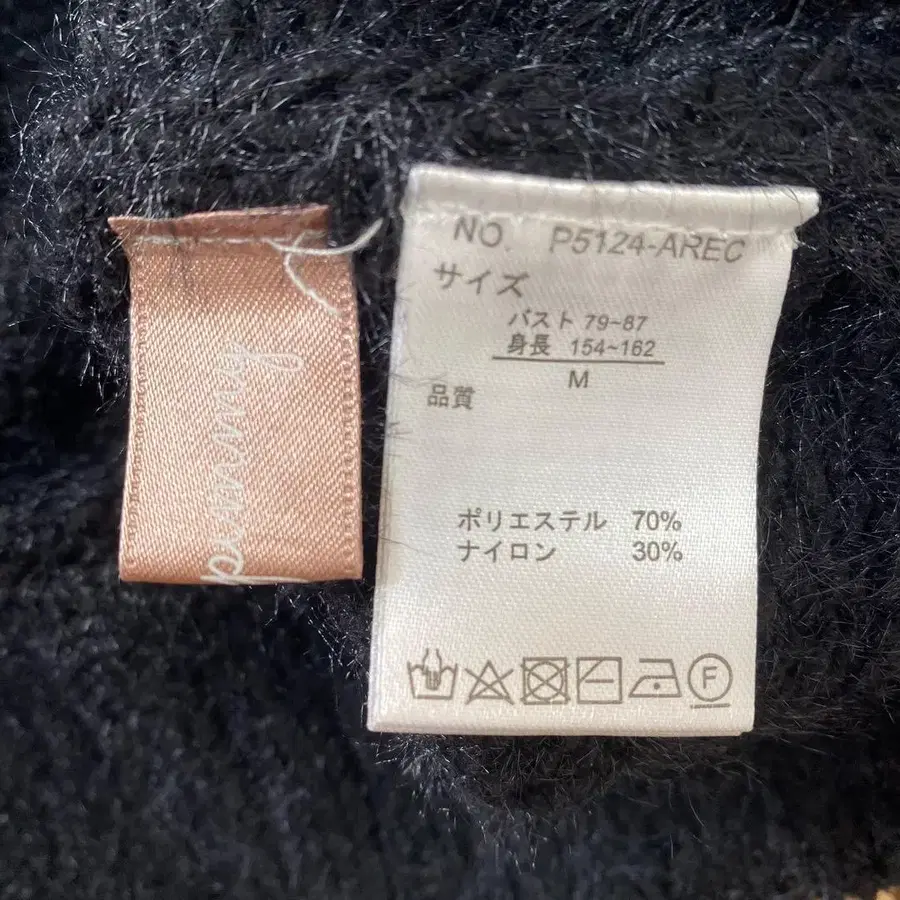 NO. P5124-AREC
サイズ
バスト 79~87
身長 154~162
M
品質
ポリエステル 70%
ナイロン 30%
F